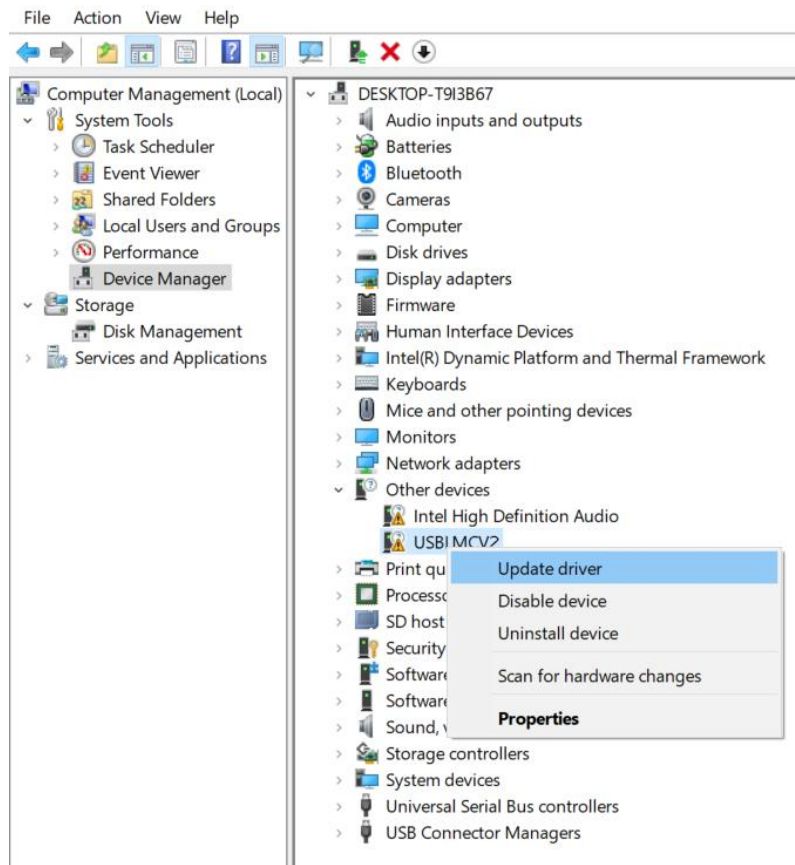 File Action View Help
Computer Management (Local)
System Tools
Task Scheduler
Event Viewer
Shared Folders
Local Users and Groups
Performance
Device Manager
Storage
Disk Management
Services and Applications
DESKTOP-T9I3B67
Audio inputs and outputs
Batteries
Bluetooth
Cameras
Computer
Disk drives
Display adapters
Firmware
Human Interface Devices
Intel(R) Dynamic Platform and Thermal Framework
Keyboards
Mice and other pointing devices
Monitors
Network adapters
Other devices
Intel High Definition Audio
USBLMCV2
Print qu
Processo
SD host
Security
Software
Software
Sound, v
Storage controllers
System devices
Universal Serial Bus controllers
USB Connector Managers
Update driver
Disable device
Uninstall device
Scan for hardware changes
Properties